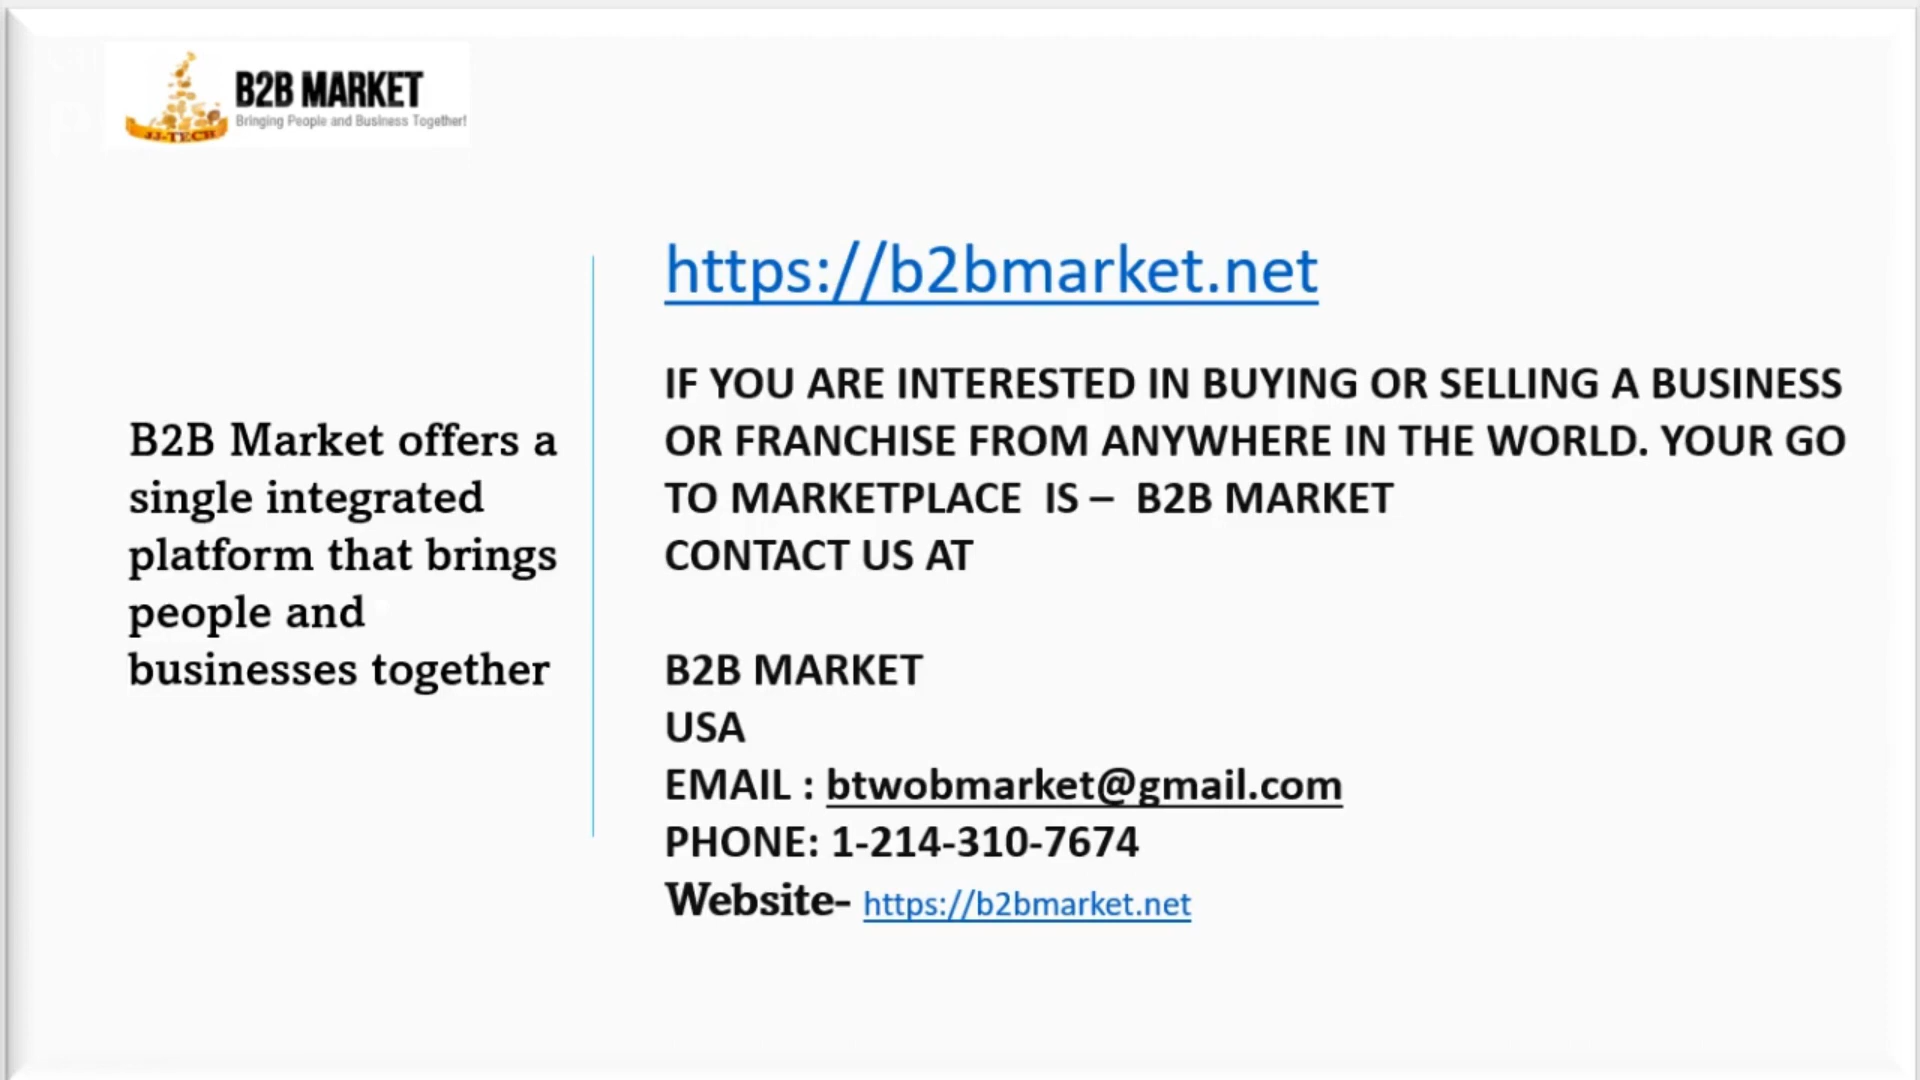 B2B MARKET
Bringing People and Business Together!
JJ-TECH
B2B Market offers a
single integrated
platform that brings
people and
businesses together
https://b2bmarket.net
IF YOU ARE INTERESTED IN BUYING OR SELLING A BUSINESS
OR FRANCHISE FROM ANYWHERE IN THE WORLD. YOUR GO
TO MARKETPLACE IS – B2B MARKET
CONTACT US AT
B2B MARKET
USA
EMAIL : btwobmarket@gmail.com
PHONE: 1-214-310-7674
Website- https://b2bmarket.net